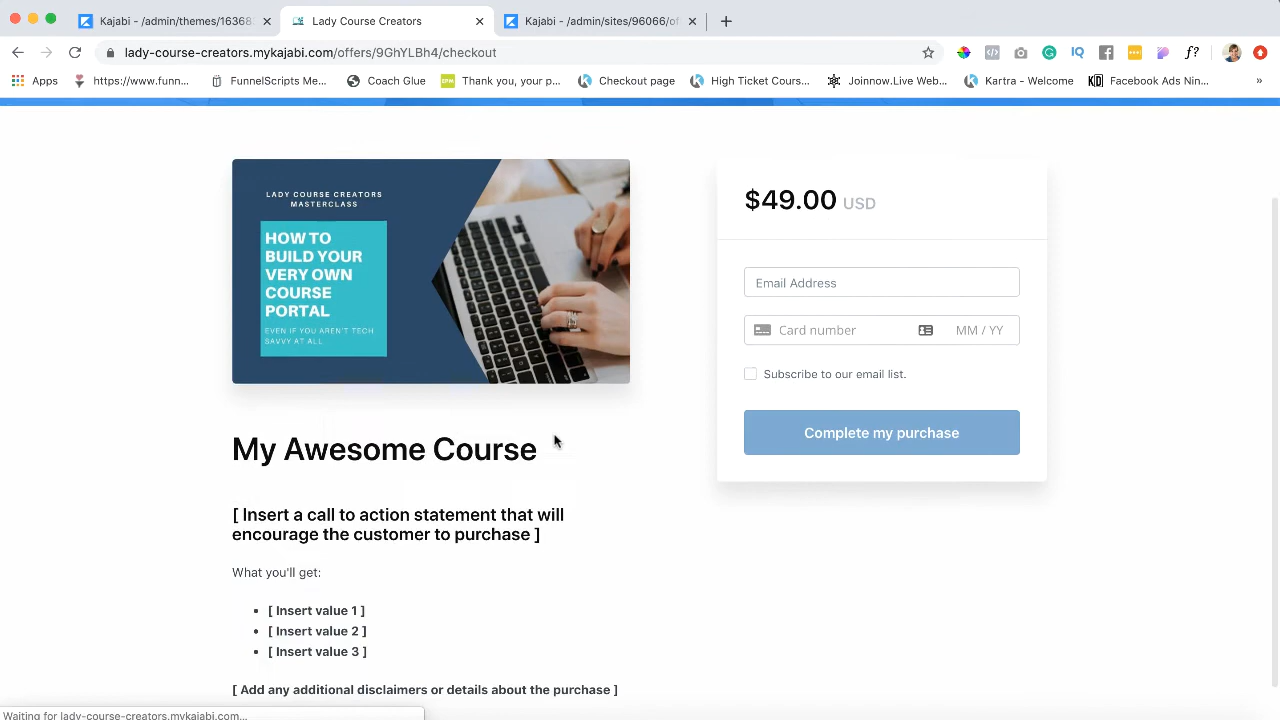 Kajabi - /admin/themes/16368
Lady Course Creators
Kajabi - /admin/sites/96066/of
lady-course-creators.mykajabi.com/offers/9GhYLBh4/checkout
Apps
https://www.funn...
FunnelScripts Me...
Coach Glue
Thank you, your p...
Checkout page
High Ticket Cours...
Joinnow.Live Web...
Kartra - Welcome
Facebook Ads Nin...
»
LADY COURSE CREATORS
MASTERCLASS
HOW TO
BUILD YOUR
VERY OWN
COURSE
PORTAL
EVEN IF YOU AREN'T TECH
SAVVY AT ALL
$49.00 USD
Email Address
Card number MM / YY
Subscribe to our email list.
Complete my purchase
My Awesome Course
[ Insert a call to action statement that will
encourage the customer to purchase ]
What you'll get:
• [ Insert value 1 ]
• [ Insert value 2 ]
• [ Insert value 3 ]
[ Add any additional disclaimers or details about the purchase ]
Waiting for lady-course-creators.mykajabi.com...